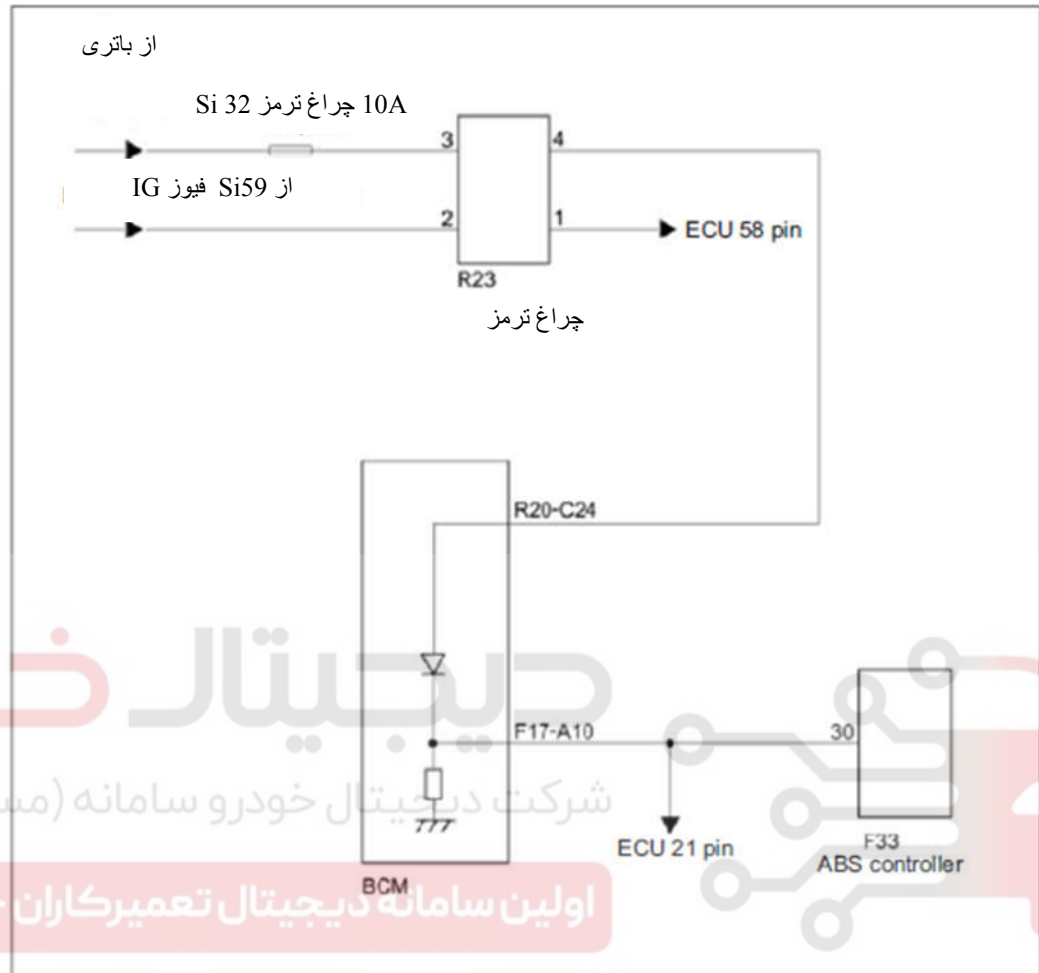 از باتری
Si 32 چراغ ترمز 10A
3
4
از Si59 فیوز IG
2
1
ECU 58 pin
R23
چراغ ترمز
R20-C24
دیجیتال
F17-A10
30
شرکت دیجیتال خودرو سامانه
ECU 21 pin
F33
ABS controller
BCM
اولین سامانه دیجیتال تعمیرکاران